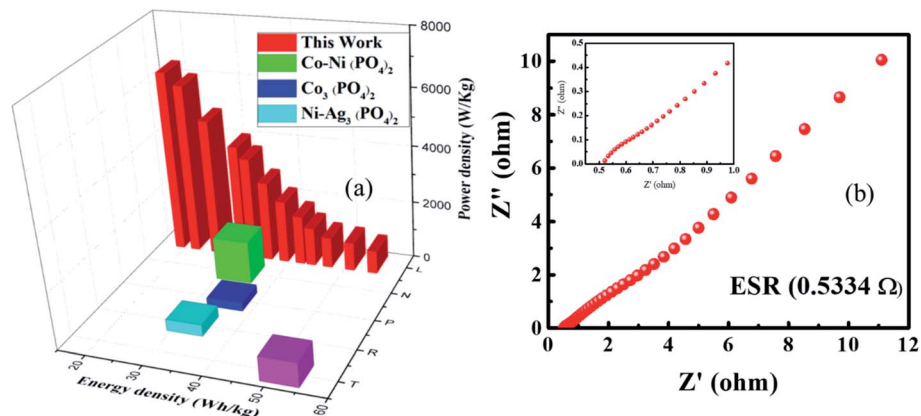 This Work
Co-Ni (PO4)2
Co3 (PO4)2
Ni-Ag3 (PO4)2
(a)
8000
6000
4000
2000
0
Power density (W/Kg)
L
N
P
R
T
20
30
40
50
60
Energy density (Wh/kg)
(b)
10
8
6
4
2
0
Z'' (ohm)
0 2 4 6 8 10 12
Z' (ohm)
ESR (0.5334 Ω)
0.5
0.4
0.3
0.2
0.1
0.0
Z'' (ohm)
0.5 0.6 0.7 0.8 0.9 1.0
Z' (ohm)